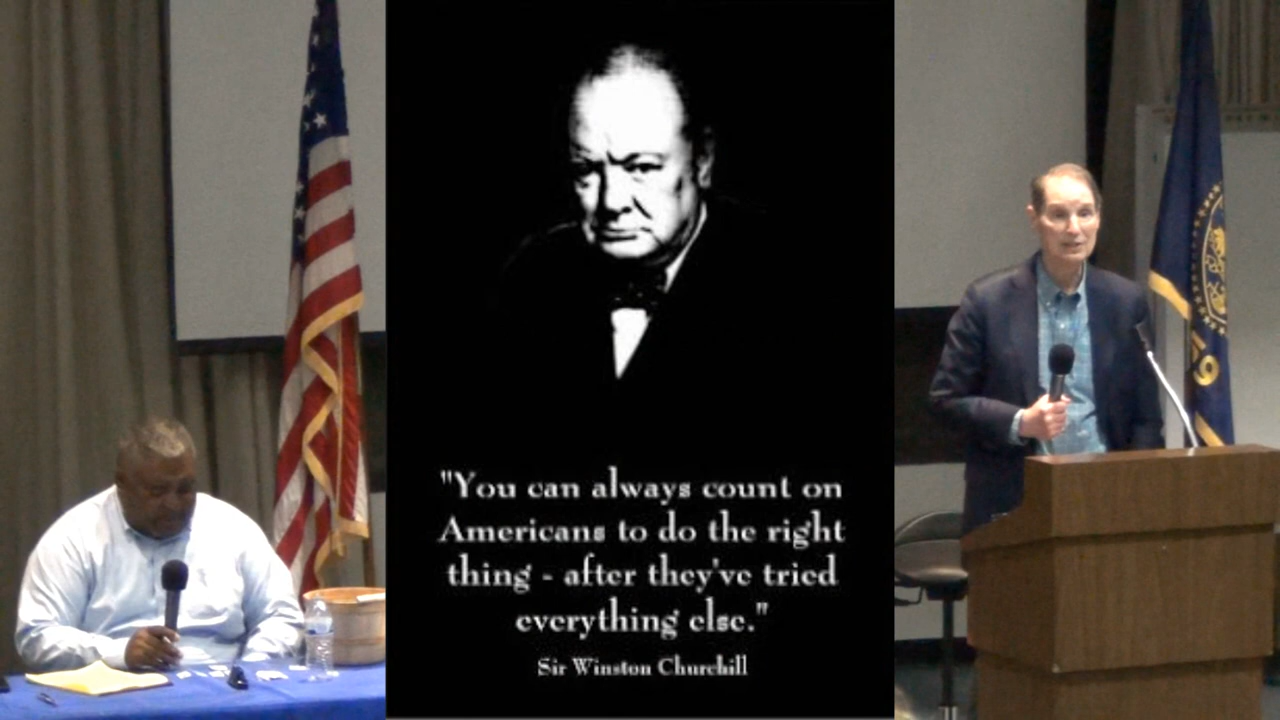 "You can always count on
Americans to do the right
thing - after they've tried
everything else."
Sir Winston Churchill